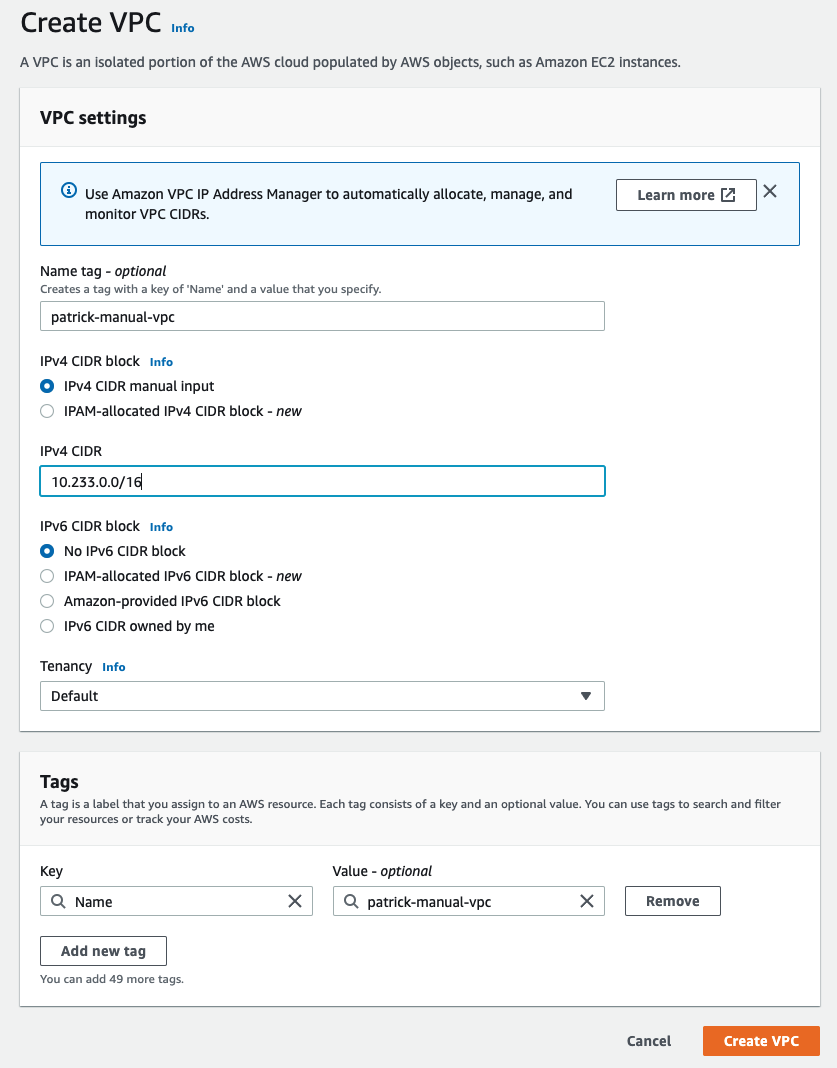 Create VPC Info
A VPC is an isolated portion of the AWS cloud populated by AWS objects, such as Amazon EC2 instances.
VPC settings
Use Amazon VPC IP Address Manager to automatically allocate, manage, and
monitor VPC CIDRs.
Learn more
Name tag - optional
Creates a tag with a key of 'Name' and a value that you specify.
patrick-manual-vpc
IPv4 CIDR block Info
IPv4 CIDR manual input
IPAM-allocated IPv4 CIDR block - new
IPv4 CIDR
10.233.0.0/16
IPv6 CIDR block Info
No IPv6 CIDR block
IPAM-allocated IPv6 CIDR block - new
Amazon-provided IPv6 CIDR block
IPv6 CIDR owned by me
Tenancy Info
Default
Tags
A tag is a label that you assign to an AWS resource. Each tag consists of a key and an optional value. You can use tags to search and filter
your resources or track your AWS costs.
Key Value - optional
Name patrick-manual-vpc Remove
Add new tag
You can add 49 more tags.
Cancel Create VPC